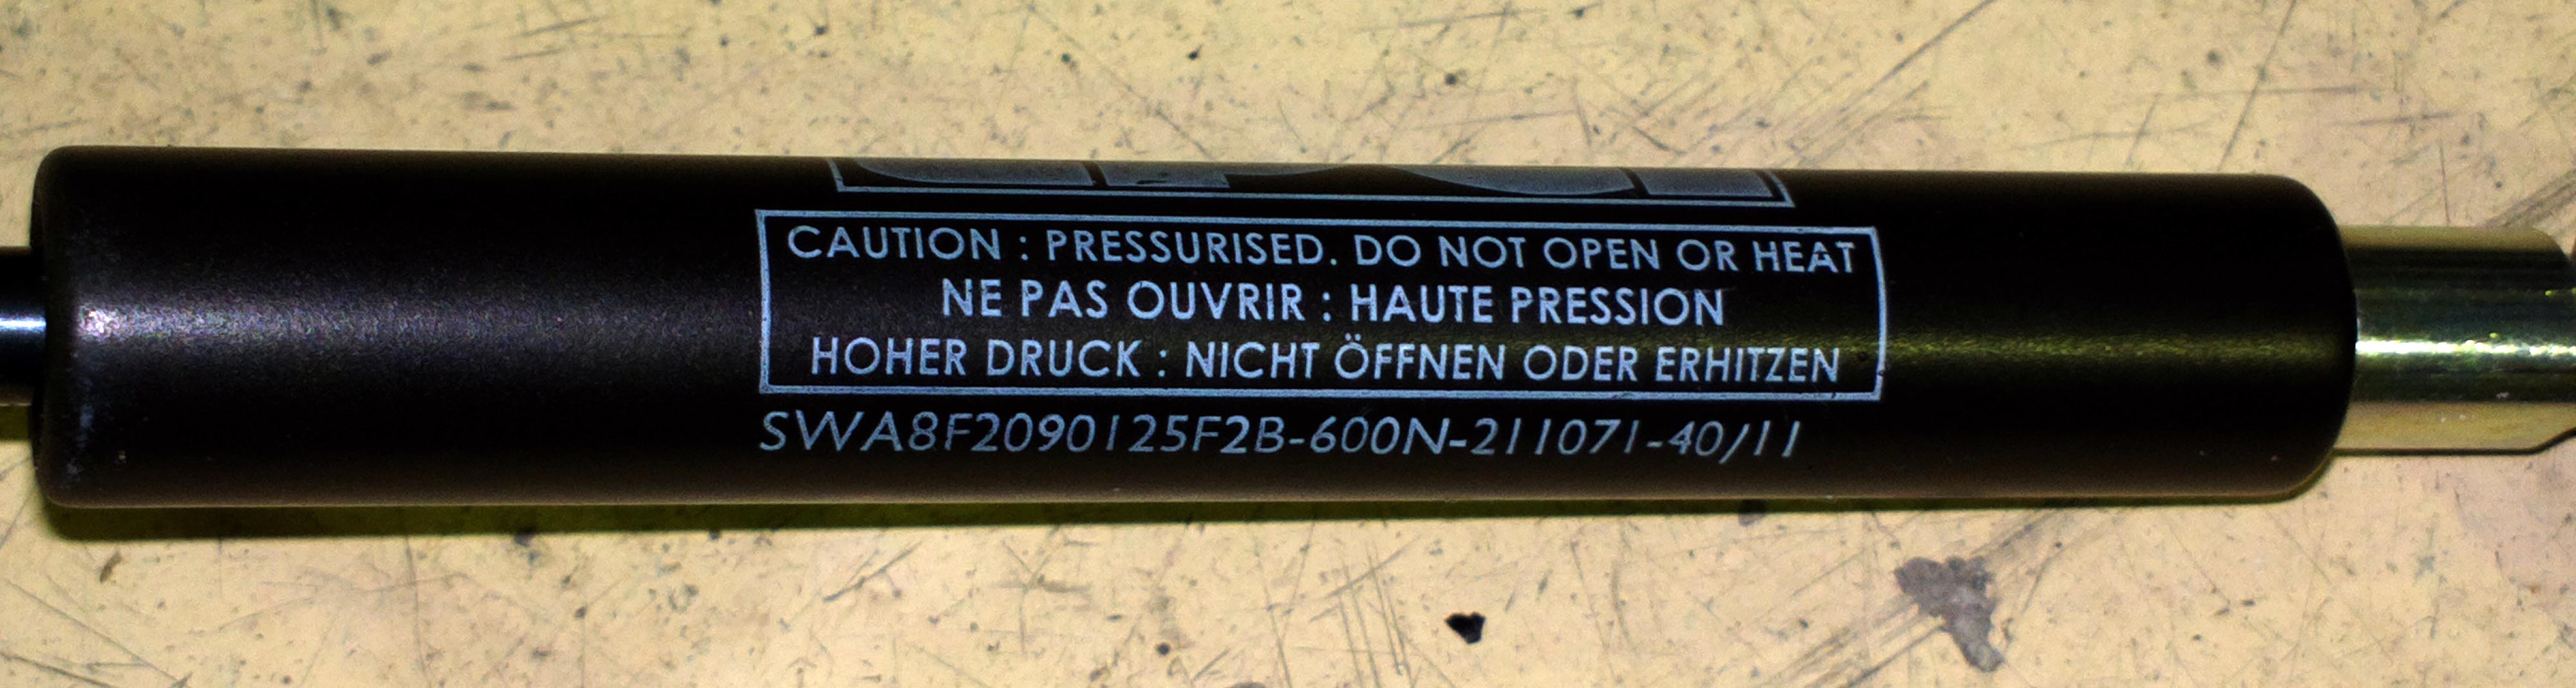 CAUTION : PRESSURISED. DO NOT OPEN OR HEAT
NE PAS OUVRIR : HAUTE PRESSION
HOHER DRUCK : NICHT ÖFFNEN ODER ERHITZEN
SWA8F2090125F2B-600N-211071-40/11